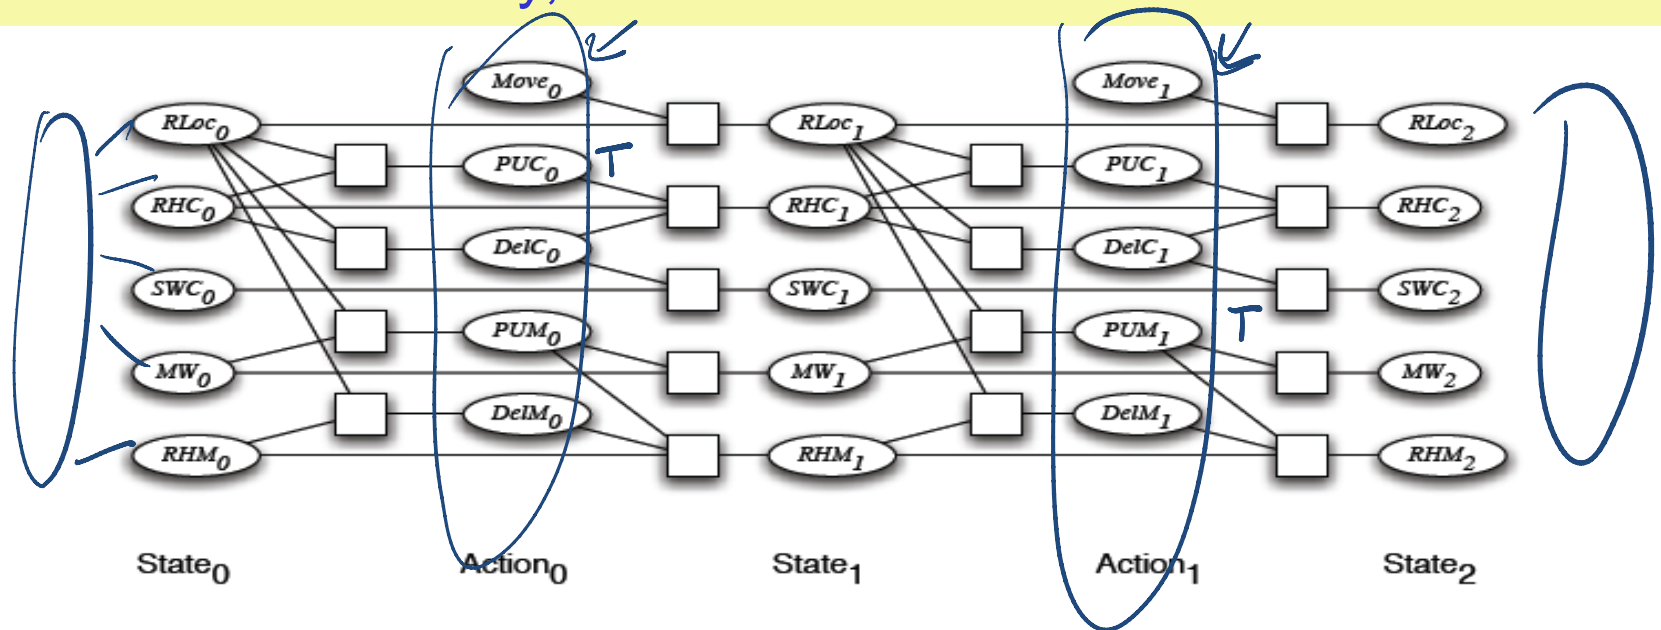 Move₀ Move₁
RLoc₀ RLoc₁ RLoc₂
PUC₀ T PUC₁
RHC₀ RHC₁ RHC₂
DelC₀ DelC₁
SWC₀ SWC₁ SWC₂
PUM₀ PUM₁ T
MW₀ MW₁ MW₂
DelM₀ DelM₁
RHM₀ RHM₁ RHM₂
State₀ Action₀ State₁ Action₁ State₂